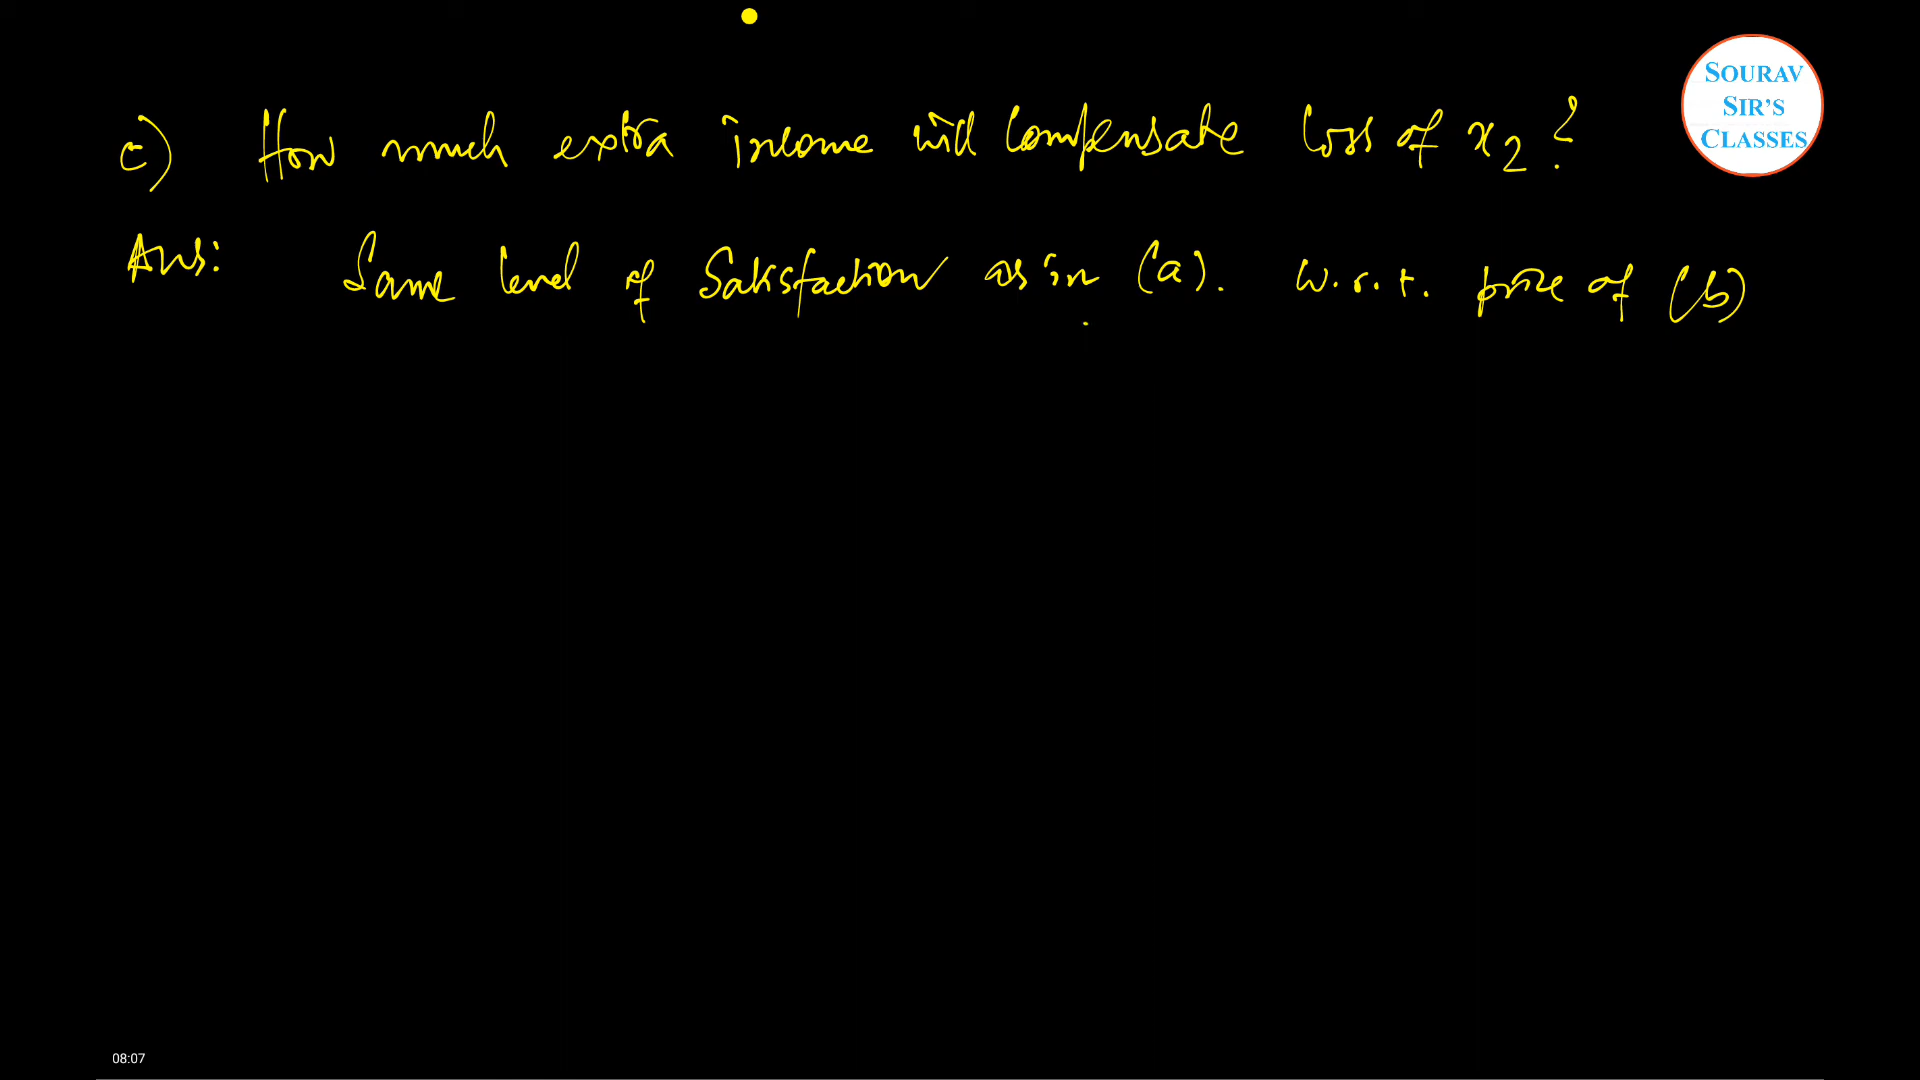 SOURAV
SIR'S
CLASSES
c) How much extra income will compensate loss of x2?
Ans: Same level of Satisfaction as in (a). w.r.t. price of (b)
08:07